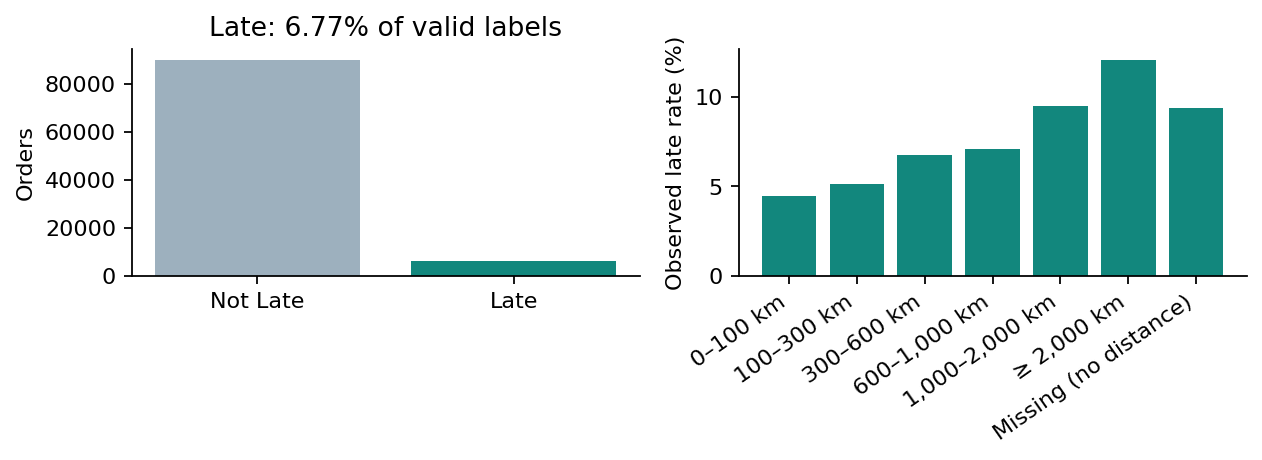 Late: 6.77% of valid labels
Orders
80000
60000
40000
20000
0
Not Late
Late
Observed late rate (%)
10
5
0
0–100 km
100–300 km
300–600 km
600–1,000 km
1,000–2,000 km
≥ 2,000 km
Missing (no distance)